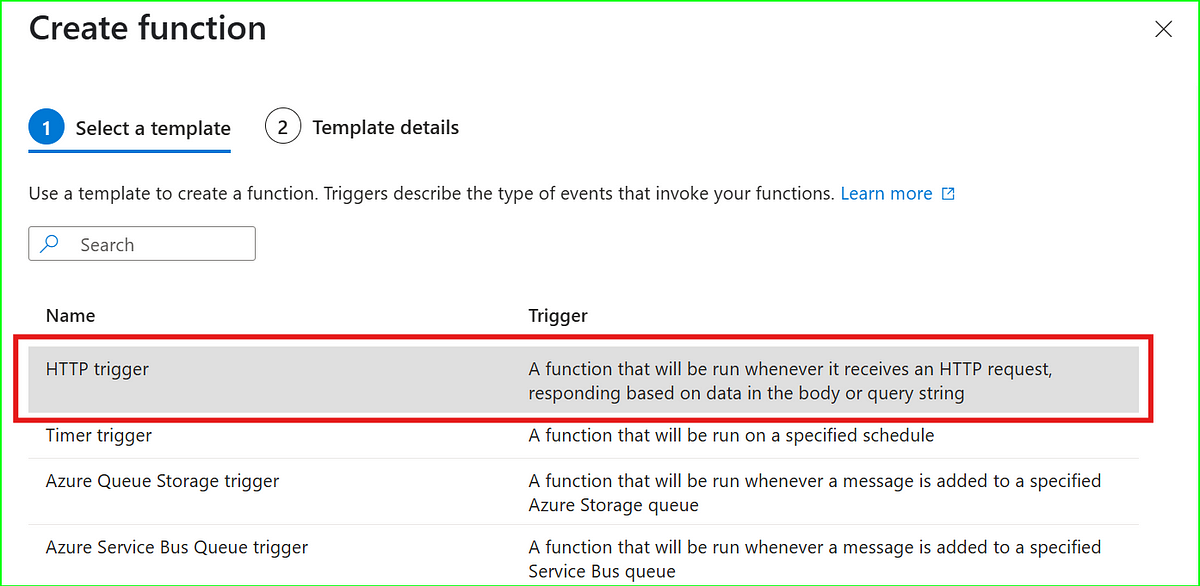 Create function
1 Select a template 2 Template details
Use a template to create a function. Triggers describe the type of events that invoke your functions. Learn more
Search
Name Trigger
HTTP trigger A function that will be run whenever it receives an HTTP request,
responding based on data in the body or query string
Timer trigger A function that will be run on a specified schedule
Azure Queue Storage trigger A function that will be run whenever a message is added to a specified
Azure Storage queue
Azure Service Bus Queue trigger A function that will be run whenever a message is added to a specified
Service Bus queue